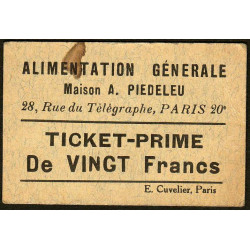 ALIMENTATION GÉNERALE
Maison A. PIEDELEU
28, Rue du Télégraphe, PARIS 20e
TICKET-PRIME
De VINGT Francs
E. Cuvelier, Paris